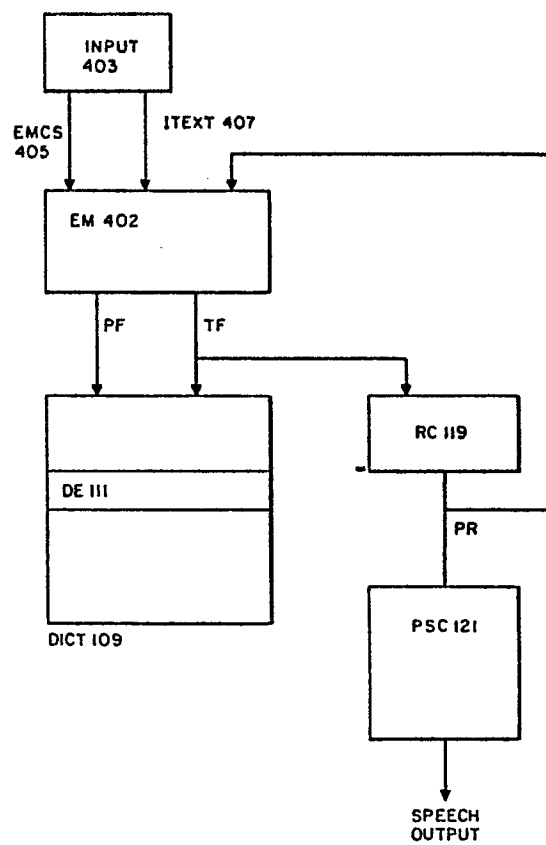 INPUT
403
EMCS
405
ITEXT 407
EM 402
PF
TF
RC 119
DE 111
PR
PSC 121
DICT 109
SPEECH
OUTPUT